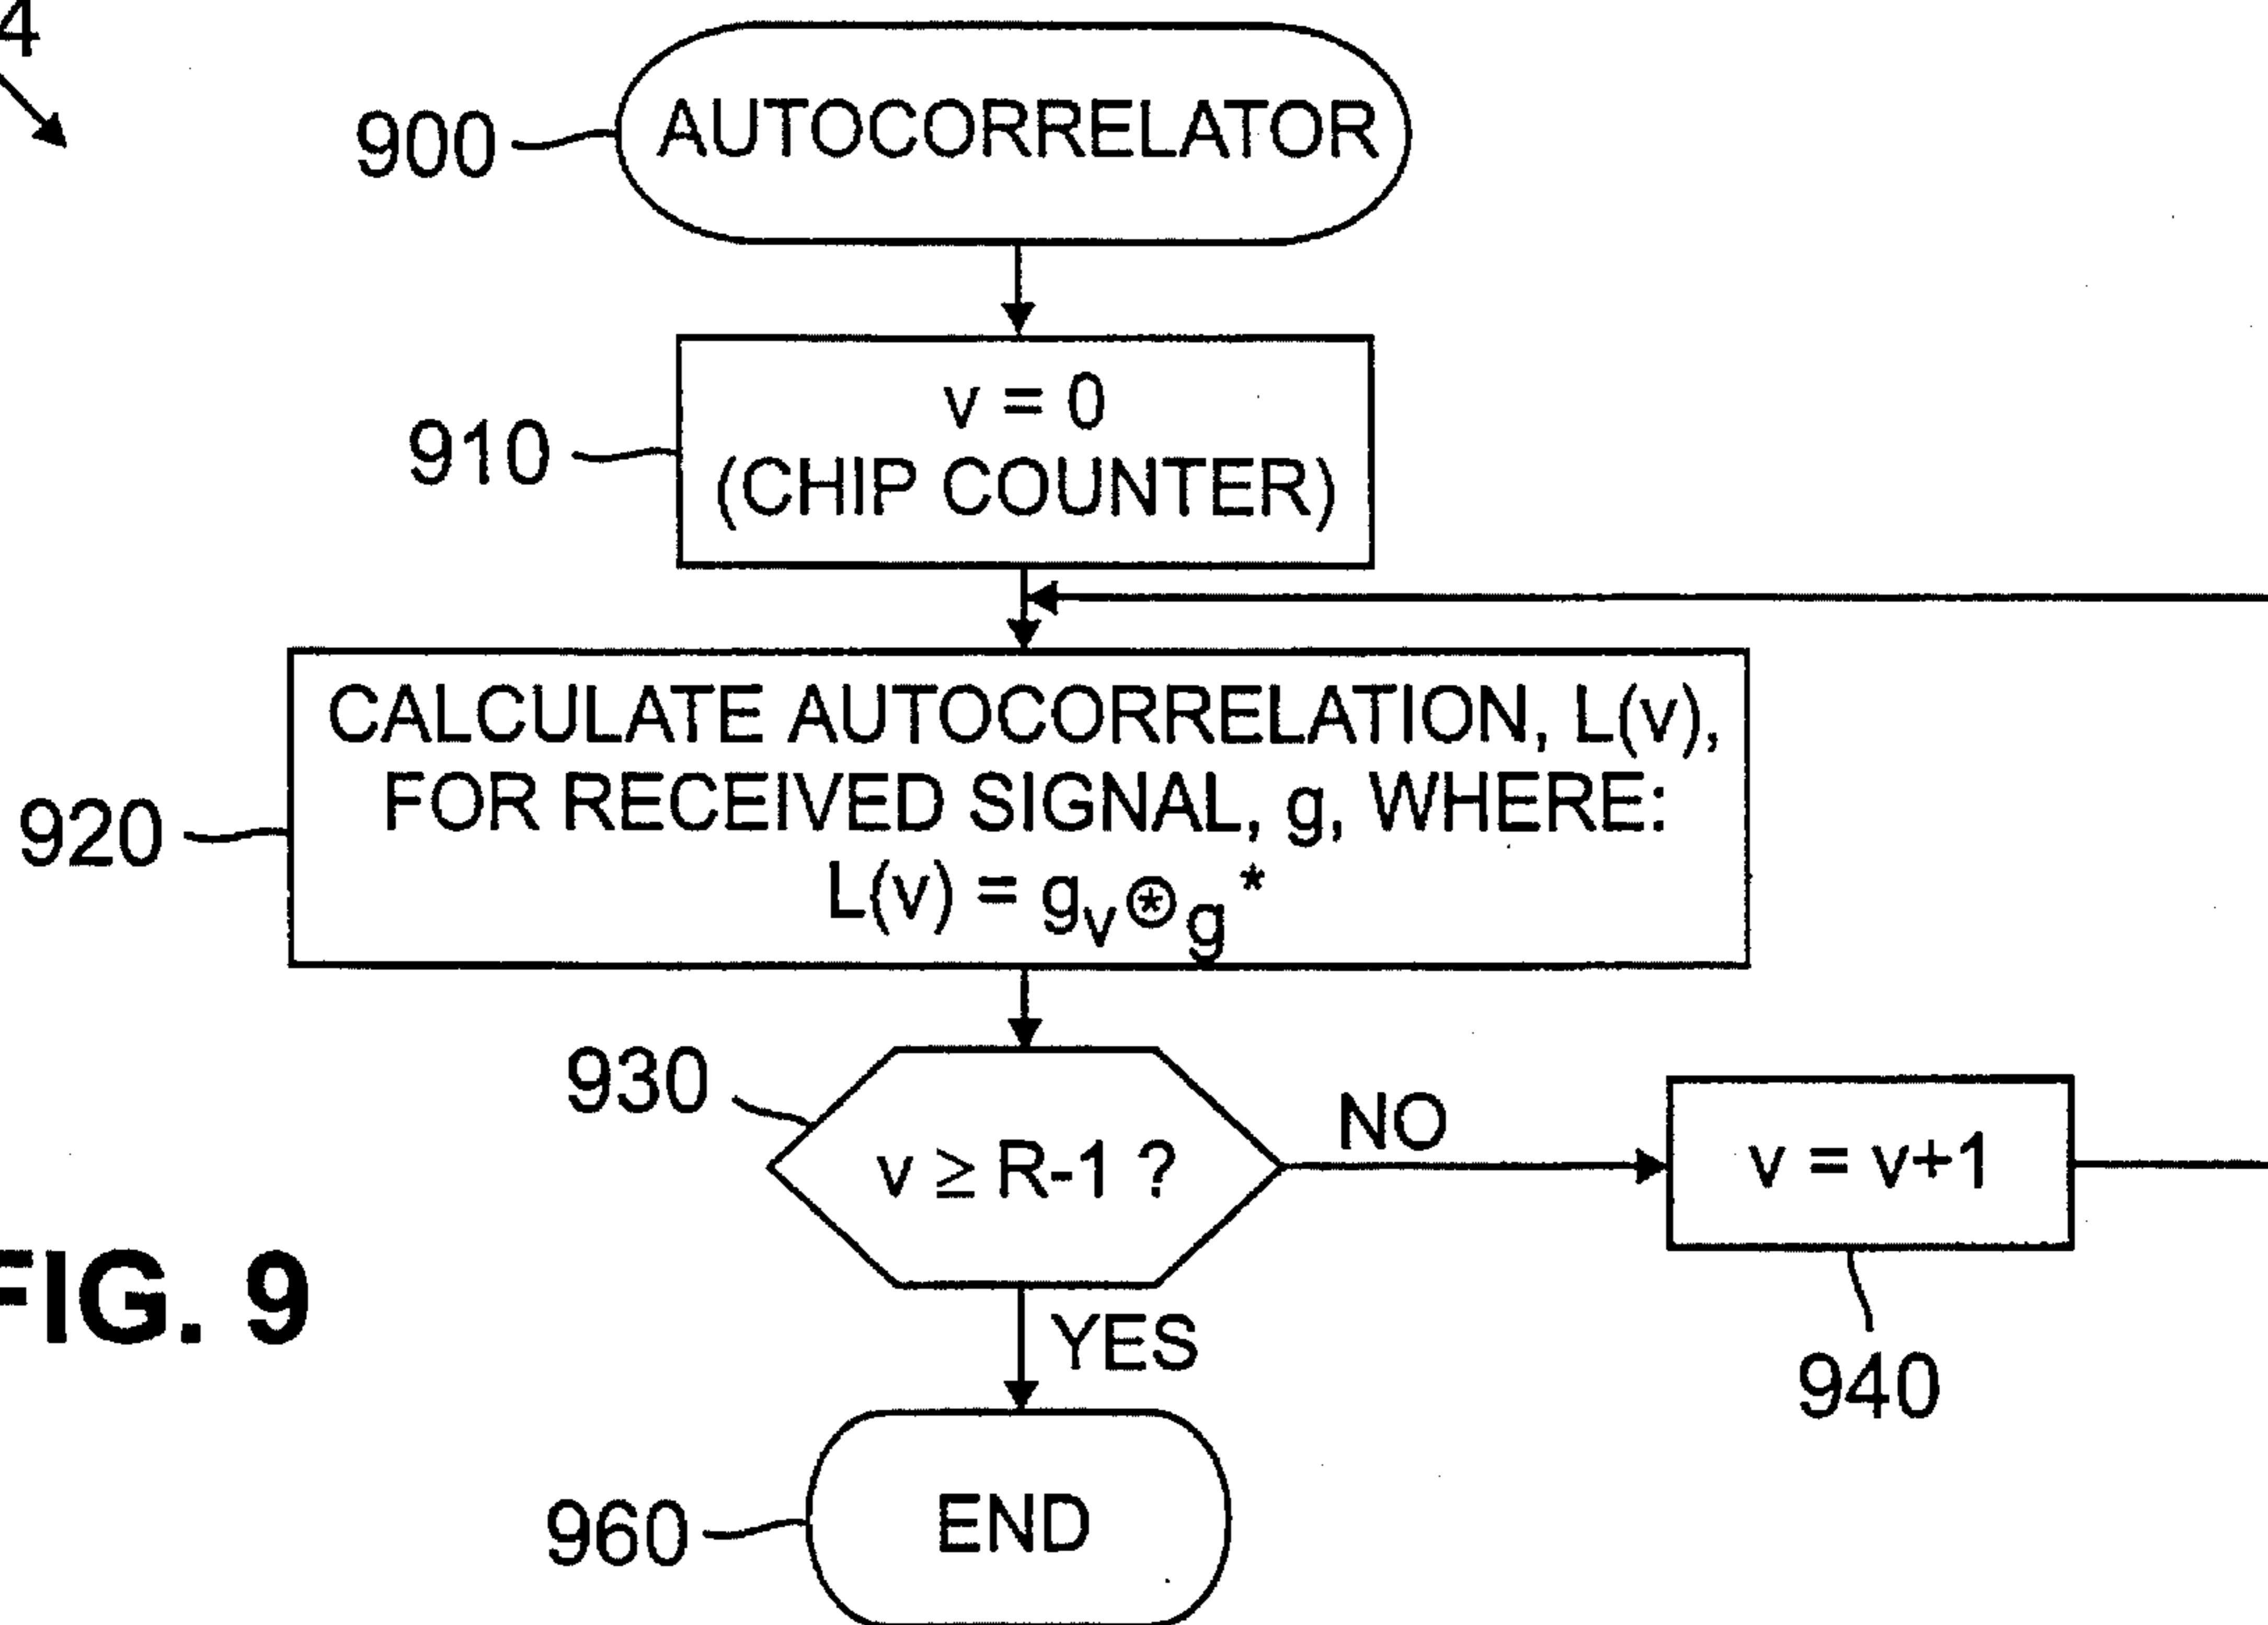 4
900
AUTOCORRELATOR
910
v = 0
(CHIP COUNTER)
920
CALCULATE AUTOCORRELATION, L(v),
FOR RECEIVED SIGNAL, g, WHERE:
L(v) = g_v ⊛ g*
930
v ≥ R-1 ?
NO
v = v+1
940
YES
960
END
FIG. 9